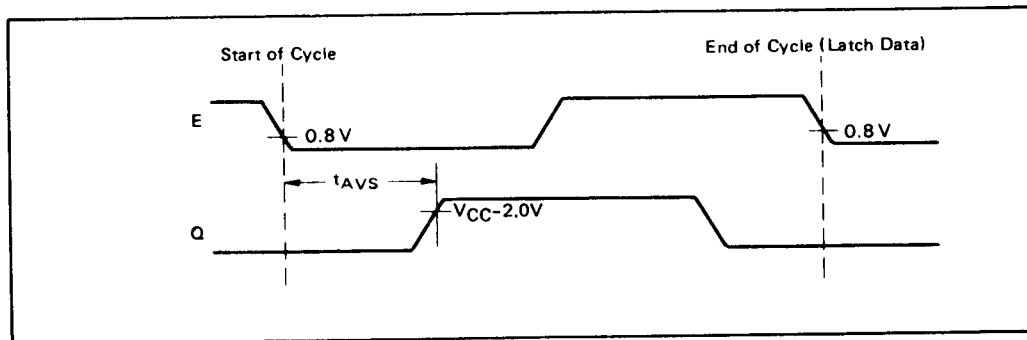 Start of Cycle
End of Cycle (Latch Data)
E
0.8 V
0.8 V
tAVS
VCC-2.0V
Q